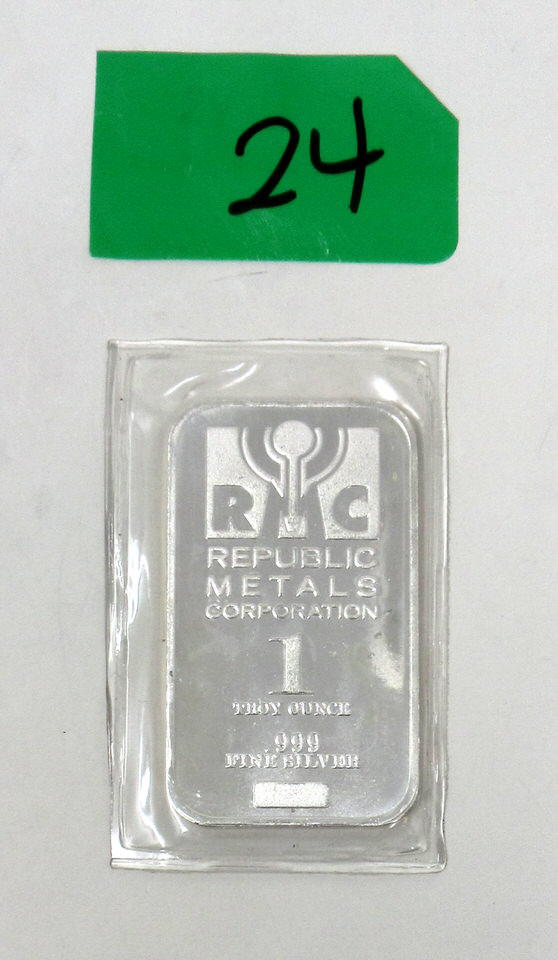 24
RMC
REPUBLIC
METALS
CORPORATION
1
TROY OUNCE
.999
FINE SILVER